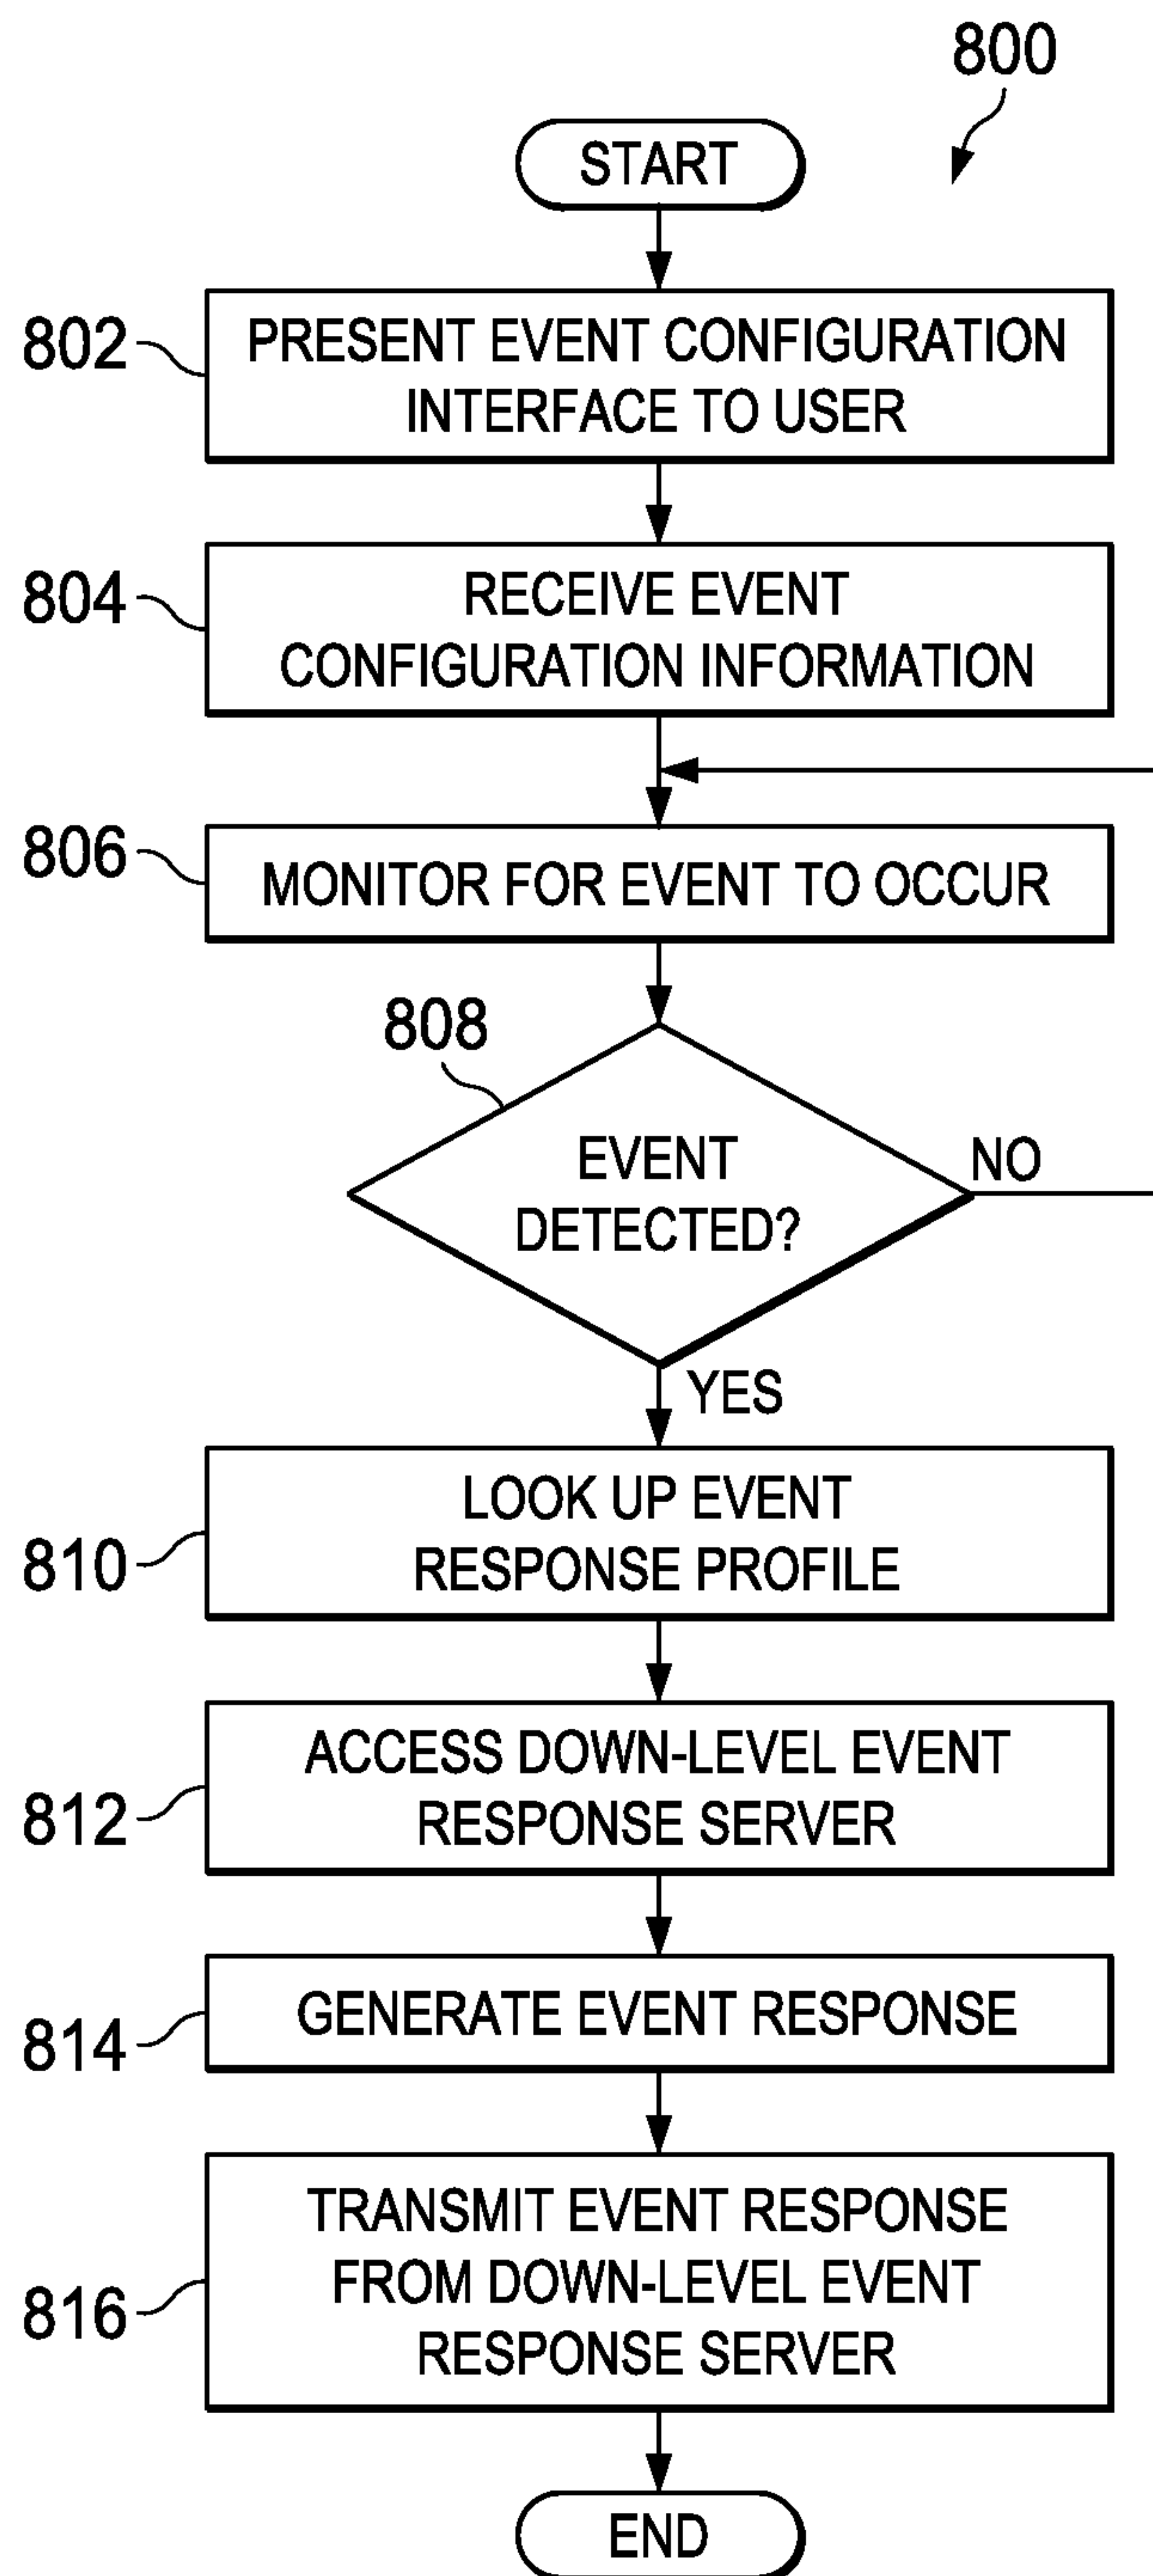 800
START
802
PRESENT EVENT CONFIGURATION
INTERFACE TO USER
804
RECEIVE EVENT
CONFIGURATION INFORMATION
806
MONITOR FOR EVENT TO OCCUR
808
EVENT
DETECTED?
NO
YES
810
LOOK UP EVENT
RESPONSE PROFILE
812
ACCESS DOWN-LEVEL EVENT
RESPONSE SERVER
814
GENERATE EVENT RESPONSE
816
TRANSMIT EVENT RESPONSE
FROM DOWN-LEVEL EVENT
RESPONSE SERVER
END